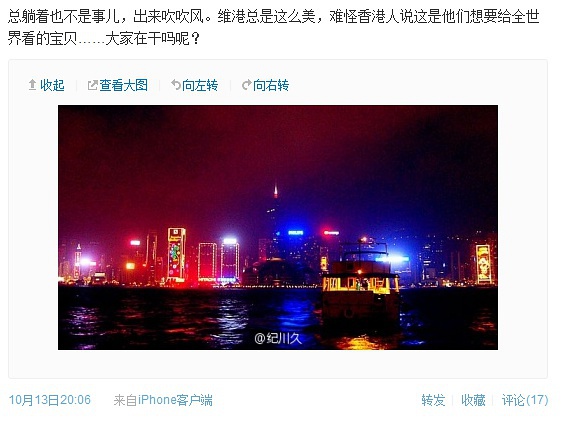 总躺着也不是事儿，出来吹吹风。维港总是这么美，难怪香港人说这是他们想要给全世
界看的宝贝……大家在干吗呢？
收起 查看大图 向左转 向右转
PHILIPS
@纪川久
10月13日20:06 来自iPhone客户端 转发 收藏 评论(17)